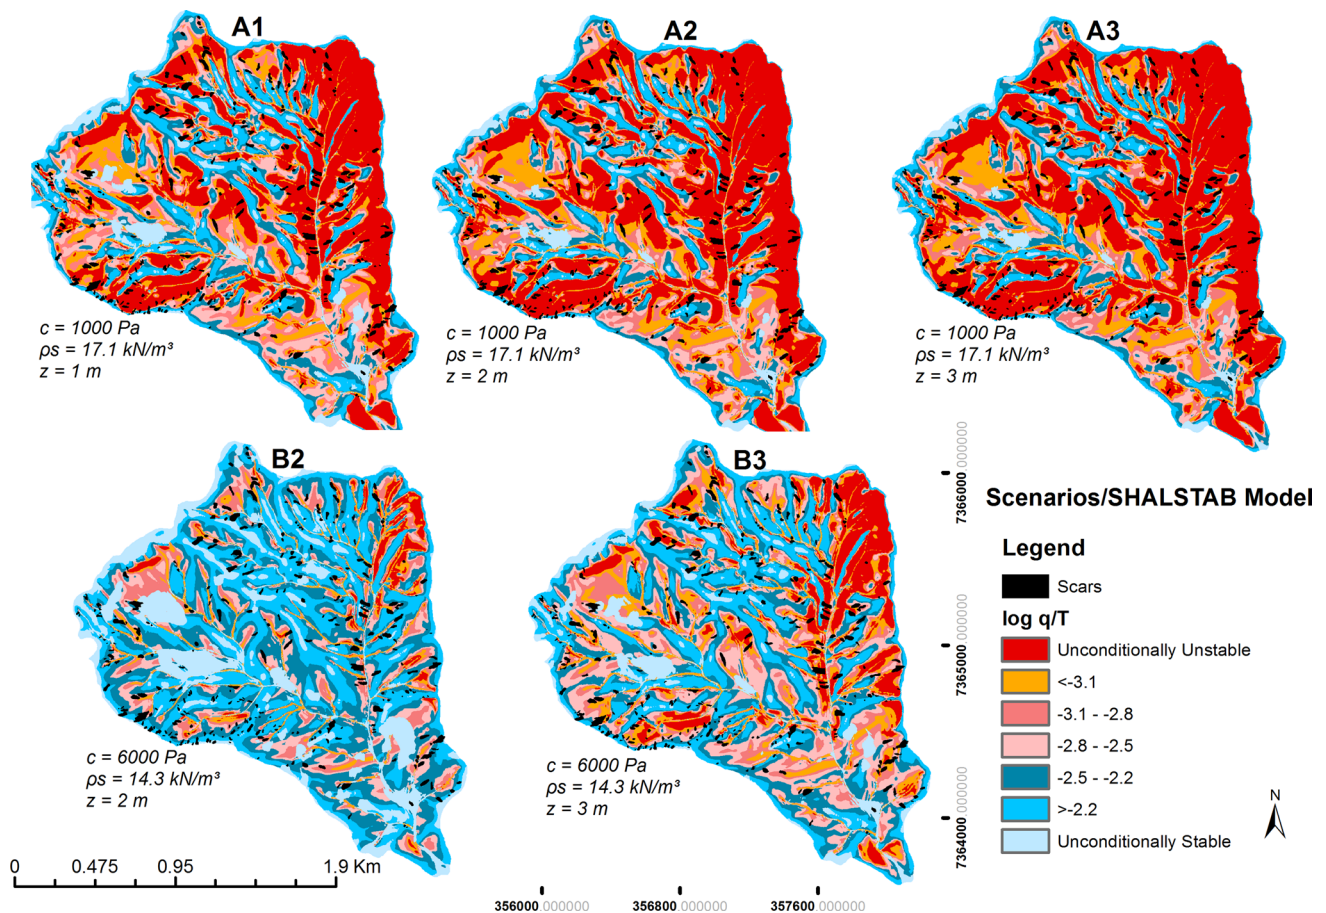 A1
A2
A3
c = 1000 Pa
ρs = 17.1 kN/m³
z = 1 m
c = 1000 Pa
ρs = 17.1 kN/m³
z = 2 m
c = 1000 Pa
ρs = 17.1 kN/m³
z = 3 m
B2
B3
c = 6000 Pa
ρs = 14.3 kN/m³
z = 2 m
c = 6000 Pa
ρs = 14.3 kN/m³
z = 3 m
7366000.000000
7365000.000000
7364000.000000
Scenarios/SHALSTAB Model
Legend
Scars
log q/T
Unconditionally Unstable
<-3.1
-3.1 - -2.8
-2.8 - -2.5
-2.5 - -2.2
>-2.2
Unconditionally Stable
N
0 0.475 0.95 1.9 Km
356000.000000 356800.000000 357600.000000